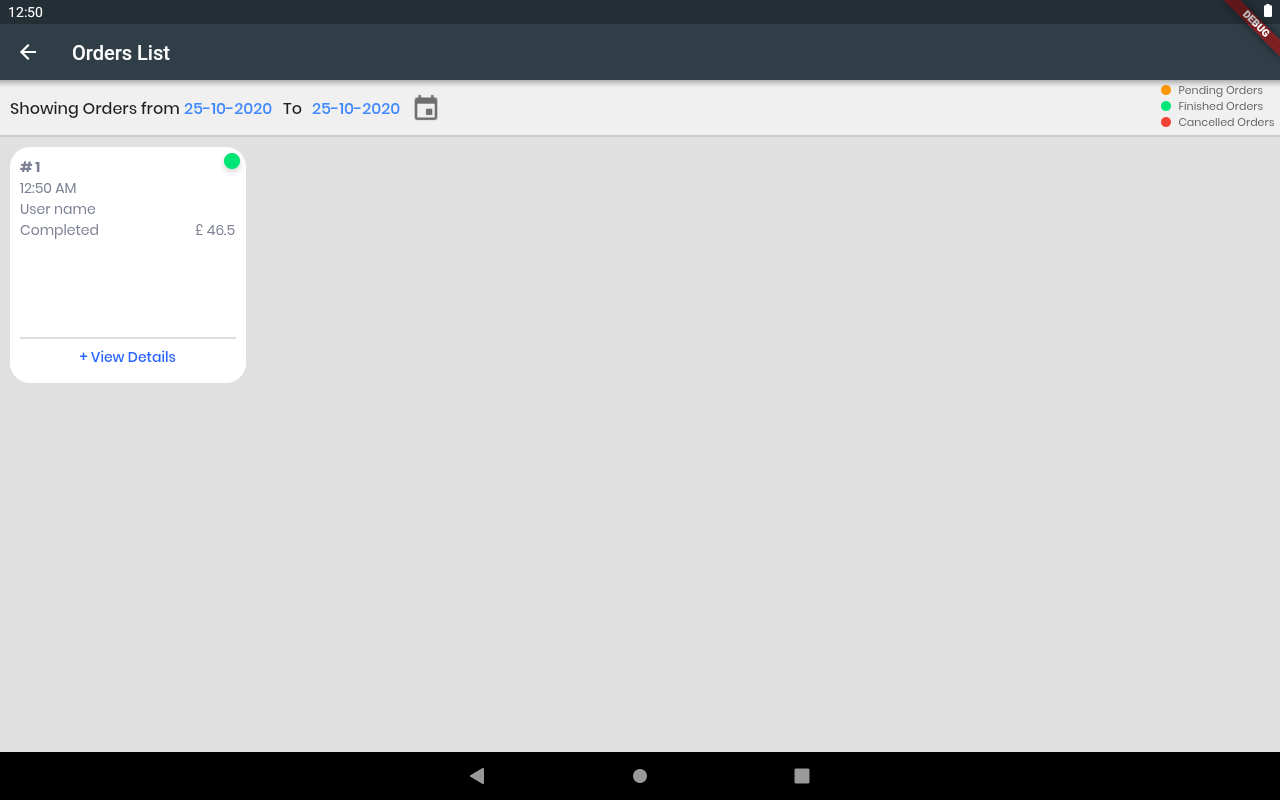 12:50
DEBUG
Orders List
Showing Orders from 25-10-2020 To 25-10-2020
Pending Orders
Finished Orders
Cancelled Orders
#1
12:50 AM
User name
Completed £ 46.5
+ View Details